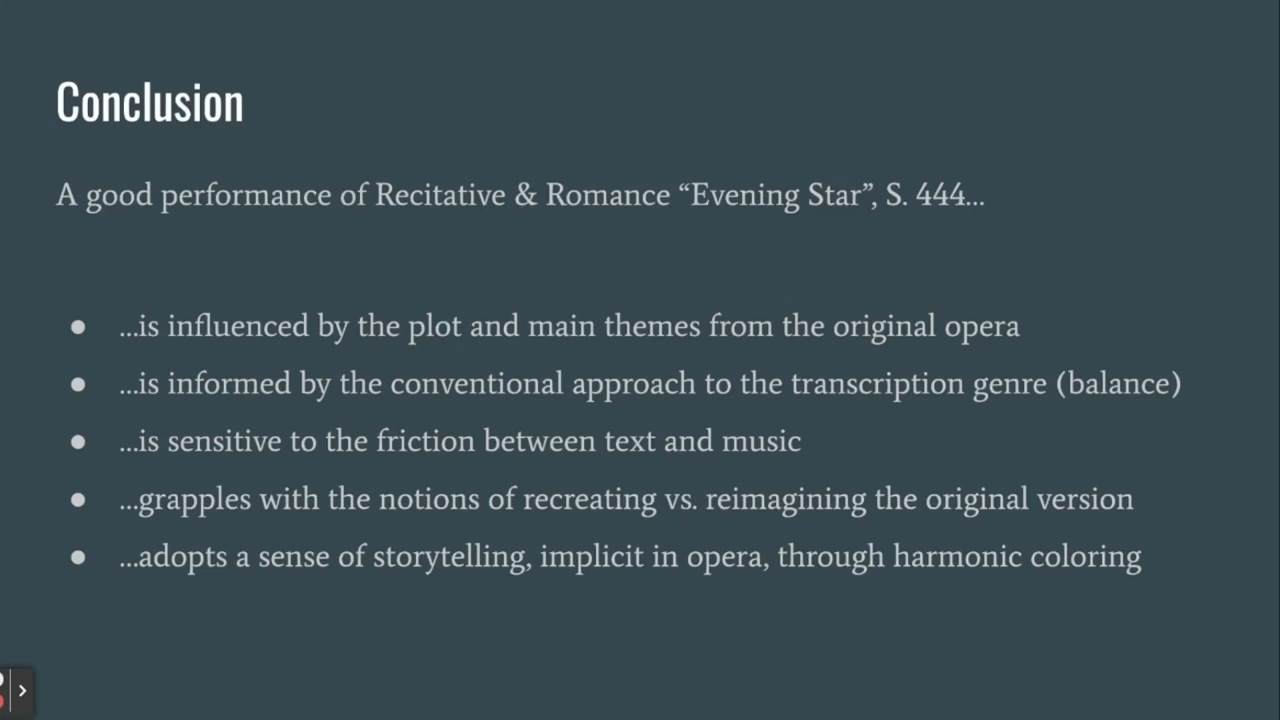 Conclusion
A good performance of Recitative & Romance “Evening Star”, S. 444...
● ...is influenced by the plot and main themes from the original opera
● ...is informed by the conventional approach to the transcription genre (balance)
● ...is sensitive to the friction between text and music
● ...grapples with the notions of recreating vs. reimagining the original version
● ...adopts a sense of storytelling, implicit in opera, through harmonic coloring